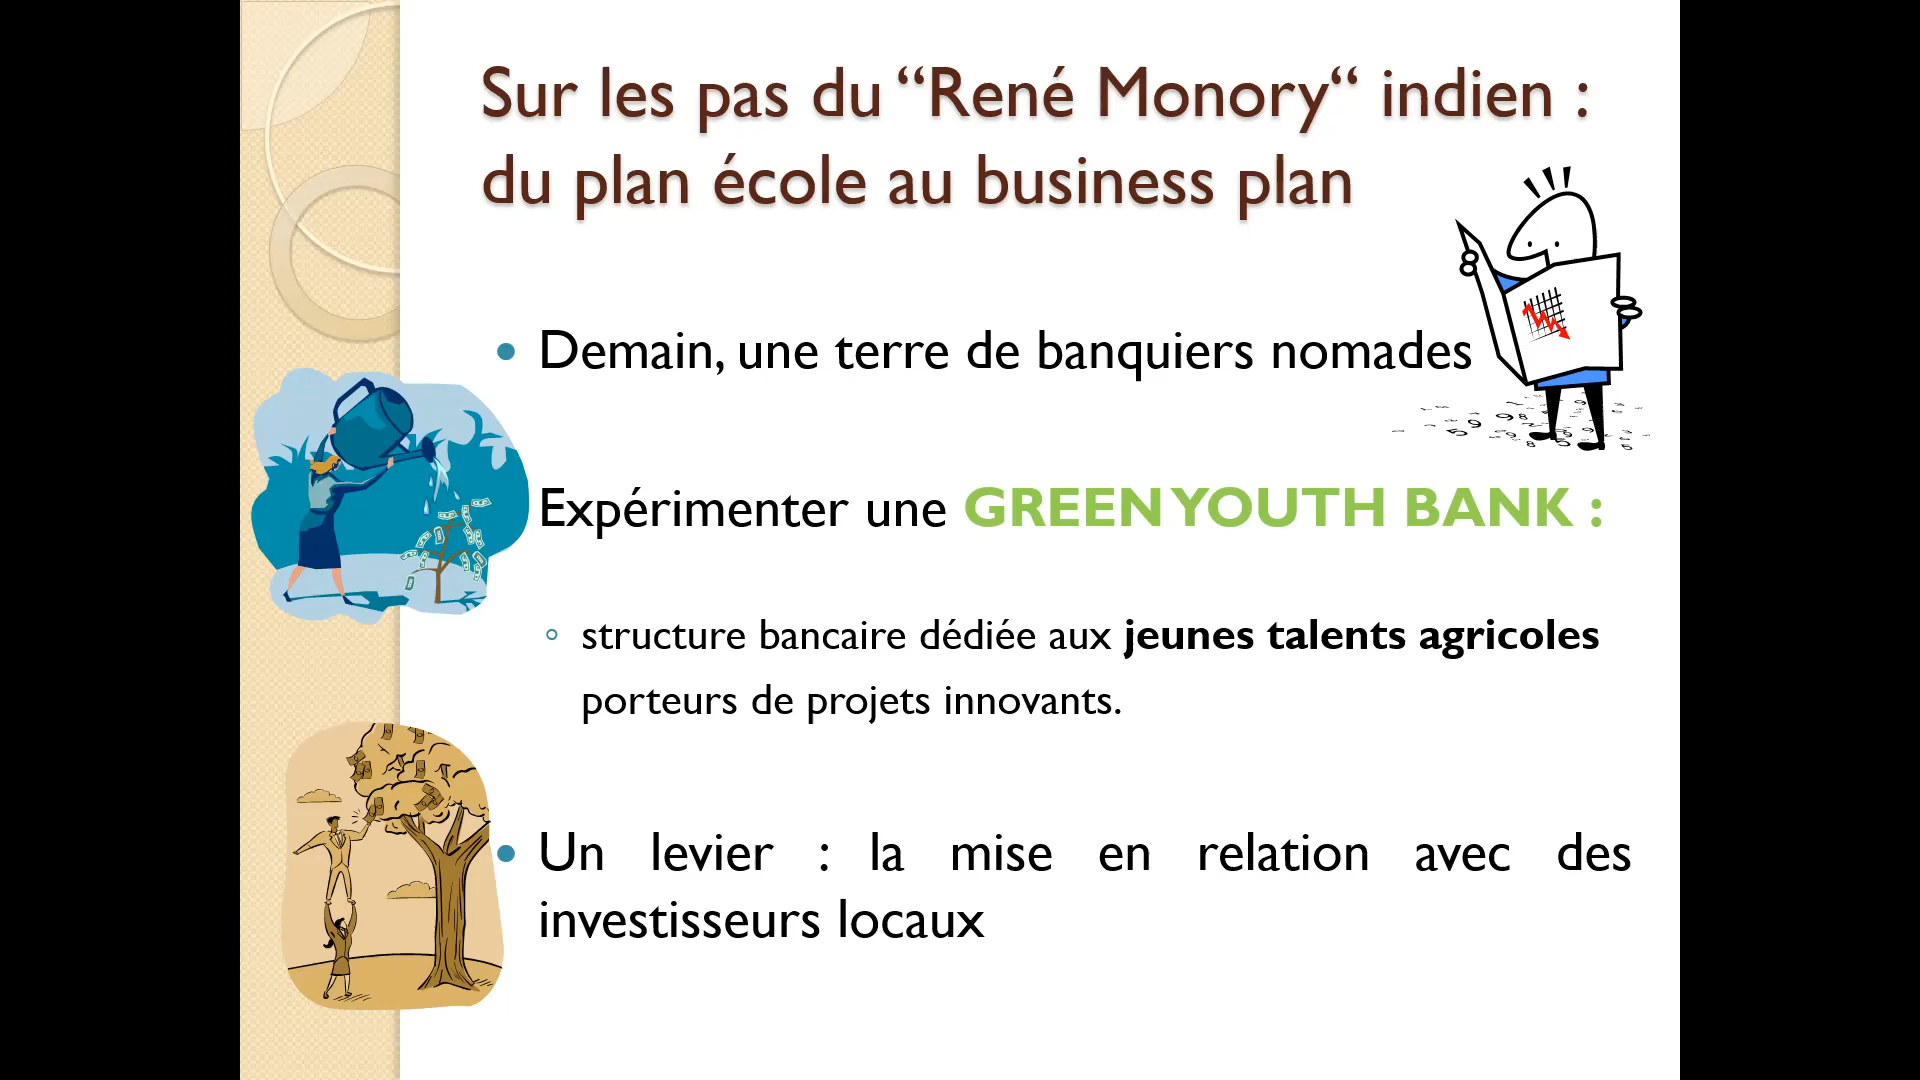 Sur les pas du “René Monory“ indien :
du plan école au business plan
• Demain, une terre de banquiers nomades
Expérimenter une GREEN YOUTH BANK :
◦ structure bancaire dédiée aux jeunes talents agricoles
porteurs de projets innovants.
• Un levier : la mise en relation avec des
investisseurs locaux